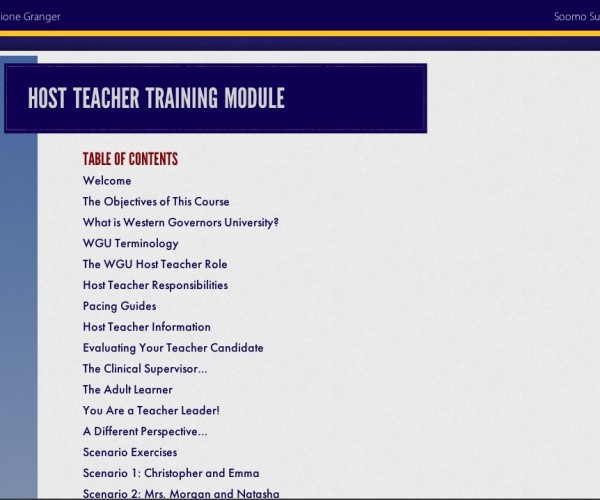 ione Granger
Soomo Su
HOST TEACHER TRAINING MODULE
TABLE OF CONTENTS
Welcome
The Objectives of This Course
What is Western Governors University?
WGU Terminology
The WGU Host Teacher Role
Host Teacher Responsibilities
Pacing Guides
Host Teacher Information
Evaluating Your Teacher Candidate
The Clinical Supervisor...
The Adult Learner
You Are a Teacher Leader!
A Different Perspective...
Scenario Exercises
Scenario 1: Christopher and Emma
Scenario 2: Mrs. Morgan and Natasha